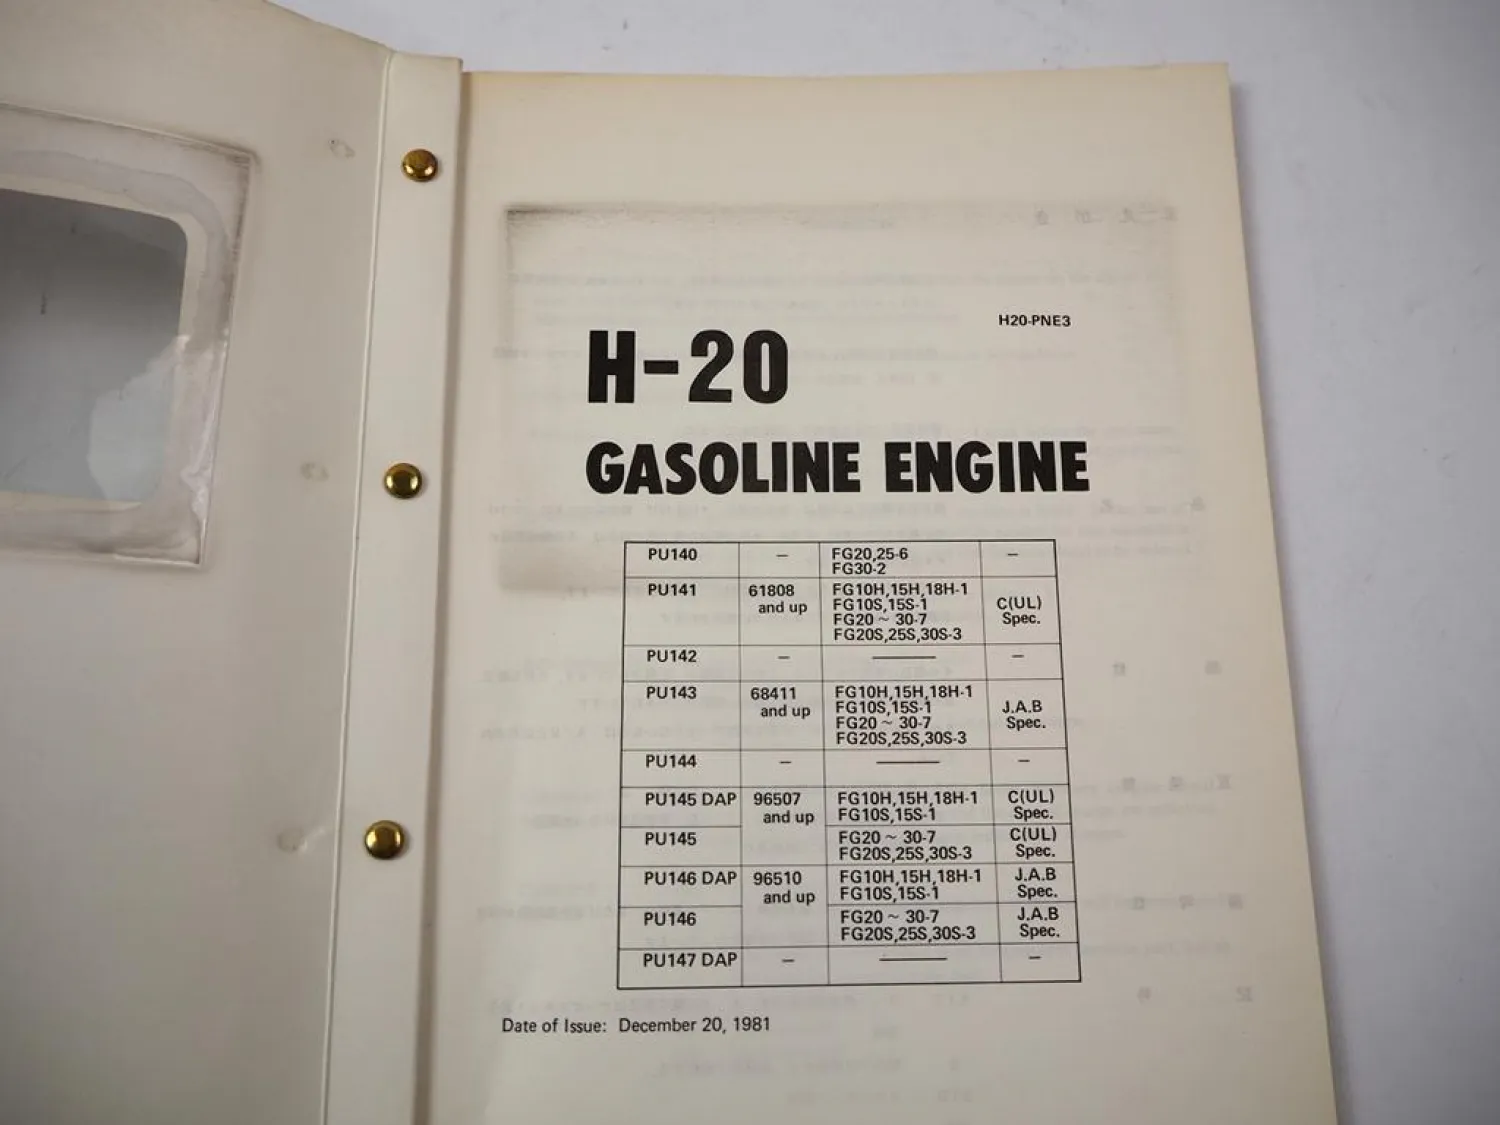 H20-PNE3
H-20
GASOLINE ENGINE
PU140 — FG20,25-6 —
FG30-2
PU141 61808 FG10H,15H,18H-1
and up FG10S,15S-1 C(UL)
FG20 ~ 30-7 Spec.
FG20S,25S,30S-3
PU142 — —— —
PU143 68411 FG10H,15H,18H-1
and up FG10S,15S-1 J.A.B
FG20 ~ 30-7 Spec.
FG20S,25S,30S-3
PU144 — —— —
PU145 DAP 96507 FG10H,15H,18H-1 C(UL)
and up FG10S,15S-1 Spec.
PU145 FG20 ~ 30-7 C(UL)
FG20S,25S,30S-3 Spec.
PU146 DAP 96510 FG10H,15H,18H-1 J.A.B
and up FG10S,15S-1 Spec.
PU146 FG20 ~ 30-7 J.A.B
FG20S,25S,30S-3 Spec.
PU147 DAP — —— —
Date of Issue: December 20, 1981